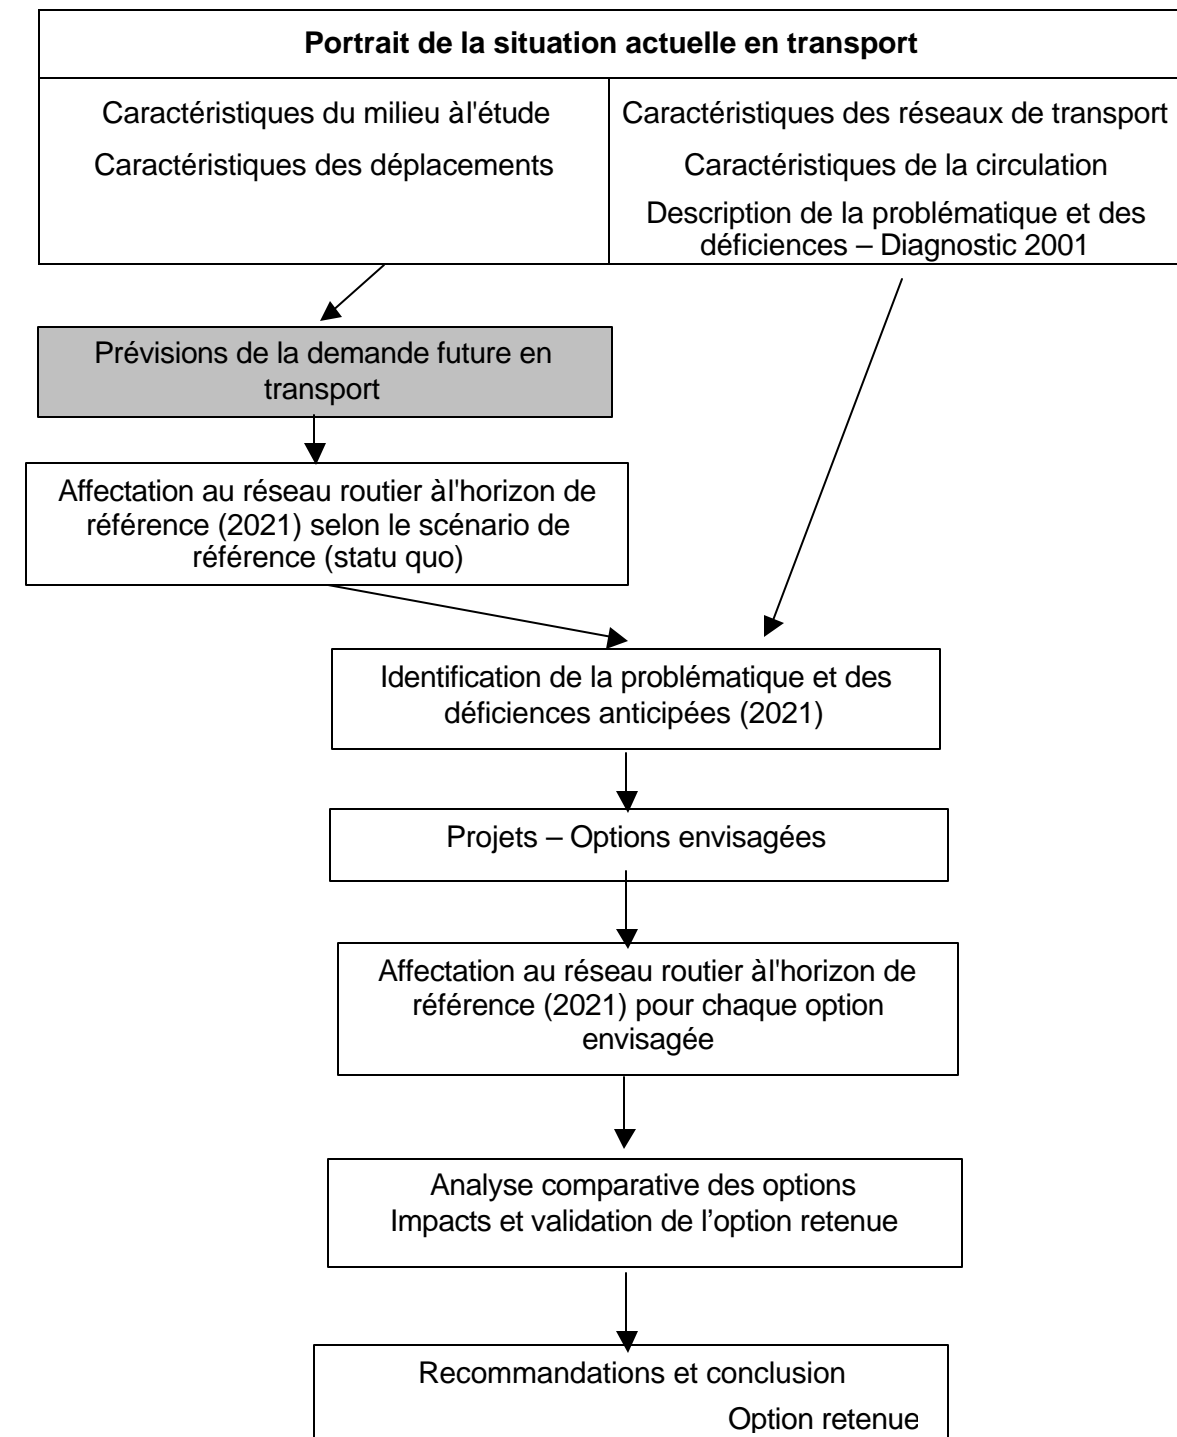 Portrait de la situation actuelle en transport
Caractéristiques du milieu àl'étude
Caractéristiques des déplacements
Caractéristiques des réseaux de transport
Caractéristiques de la circulation
Description de la problématique et des
déficiences – Diagnostic 2001
Prévisions de la demande future en
transport
Affectation au réseau routier àl'horizon de
référence (2021) selon le scénario de
référence (statu quo)
Identification de la problématique et des
déficiences anticipées (2021)
Projets – Options envisagées
Affectation au réseau routier àl'horizon de
référence (2021) pour chaque option
envisagée
Analyse comparative des options
Impacts et validation de l’option retenue
Recommandations et conclusion
Option retenue